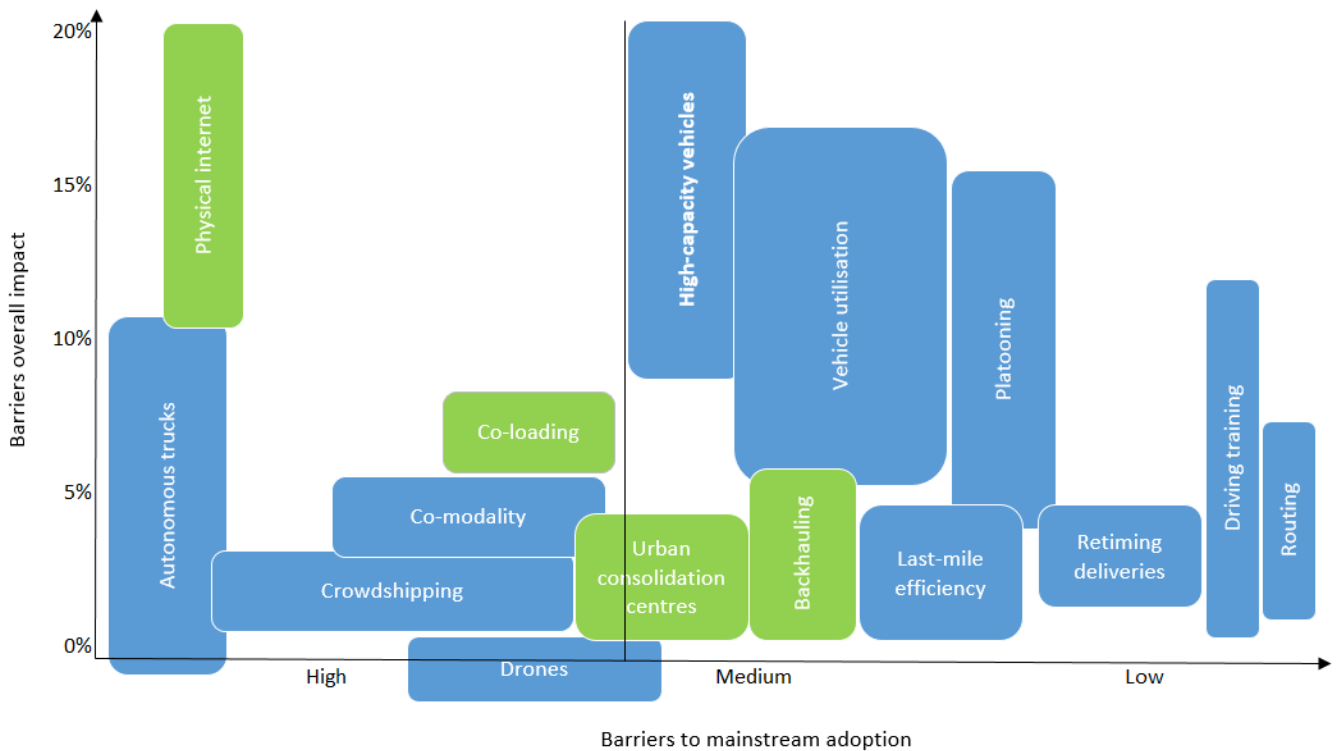 20%
15%
10%
5%
0%
Barriers overall impact
Physical internet
High-capacity vehicles
Vehicle utilisation
Platooning
Autonomous trucks
Driving training
Routing
Co-loading
Co-modality
Crowdshipping
Urban
consolidation
centres
Backhauling
Last-mile
efficiency
Retiming
deliveries
Drones
High
Medium
Low
Barriers to mainstream adoption